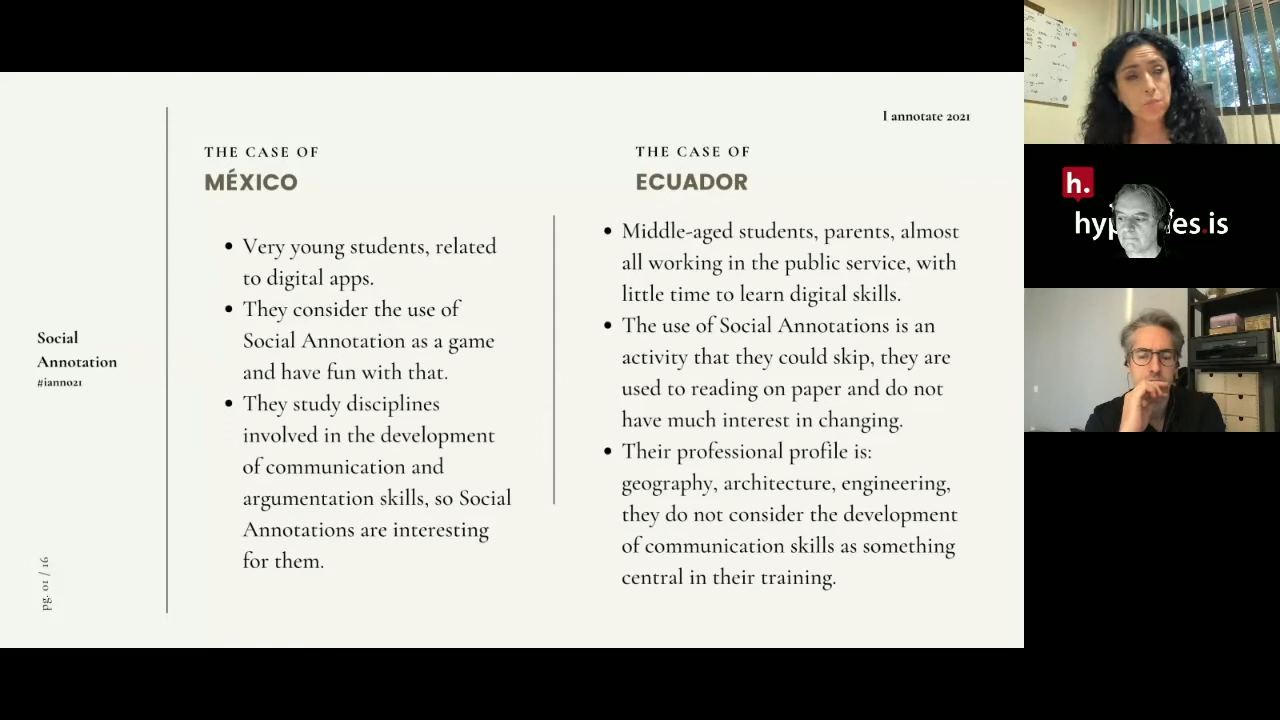 I annotate 2021
THE CASE OF
MÉXICO
• Very young students, related
to digital apps.
• They consider the use of
Social Annotation as a game
and have fun with that.
• They study disciplines
involved in the development
of communication and
argumentation skills, so Social
Annotations are interesting
for them.
THE CASE OF
ECUADOR
• Middle-aged students, parents, almost
all working in the public service, with
little time to learn digital skills.
• The use of Social Annotations is an
activity that they could skip, they are
used to reading on paper and do not
have much interest in changing.
• Their professional profile is:
geography, architecture, engineering,
they do not consider the development
of communication skills as something
central in their training.
Social
Annotation
#ianno21
pg. 01 / 16
h.